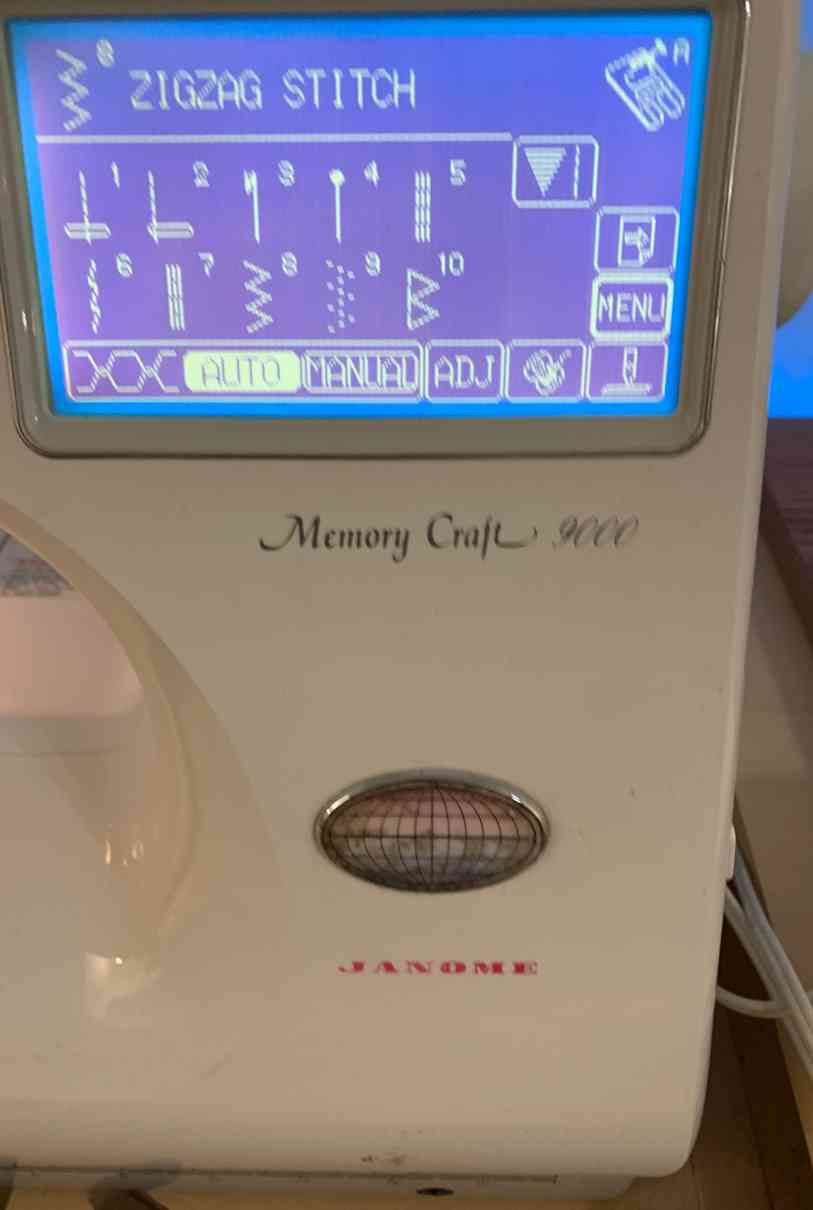 8 ZIGZAG STITCH A
1 2 3 4 5
6 7 8 9 10
MENU
AUTO MANUAL ADJ
Memory Craft 9000
JANOME